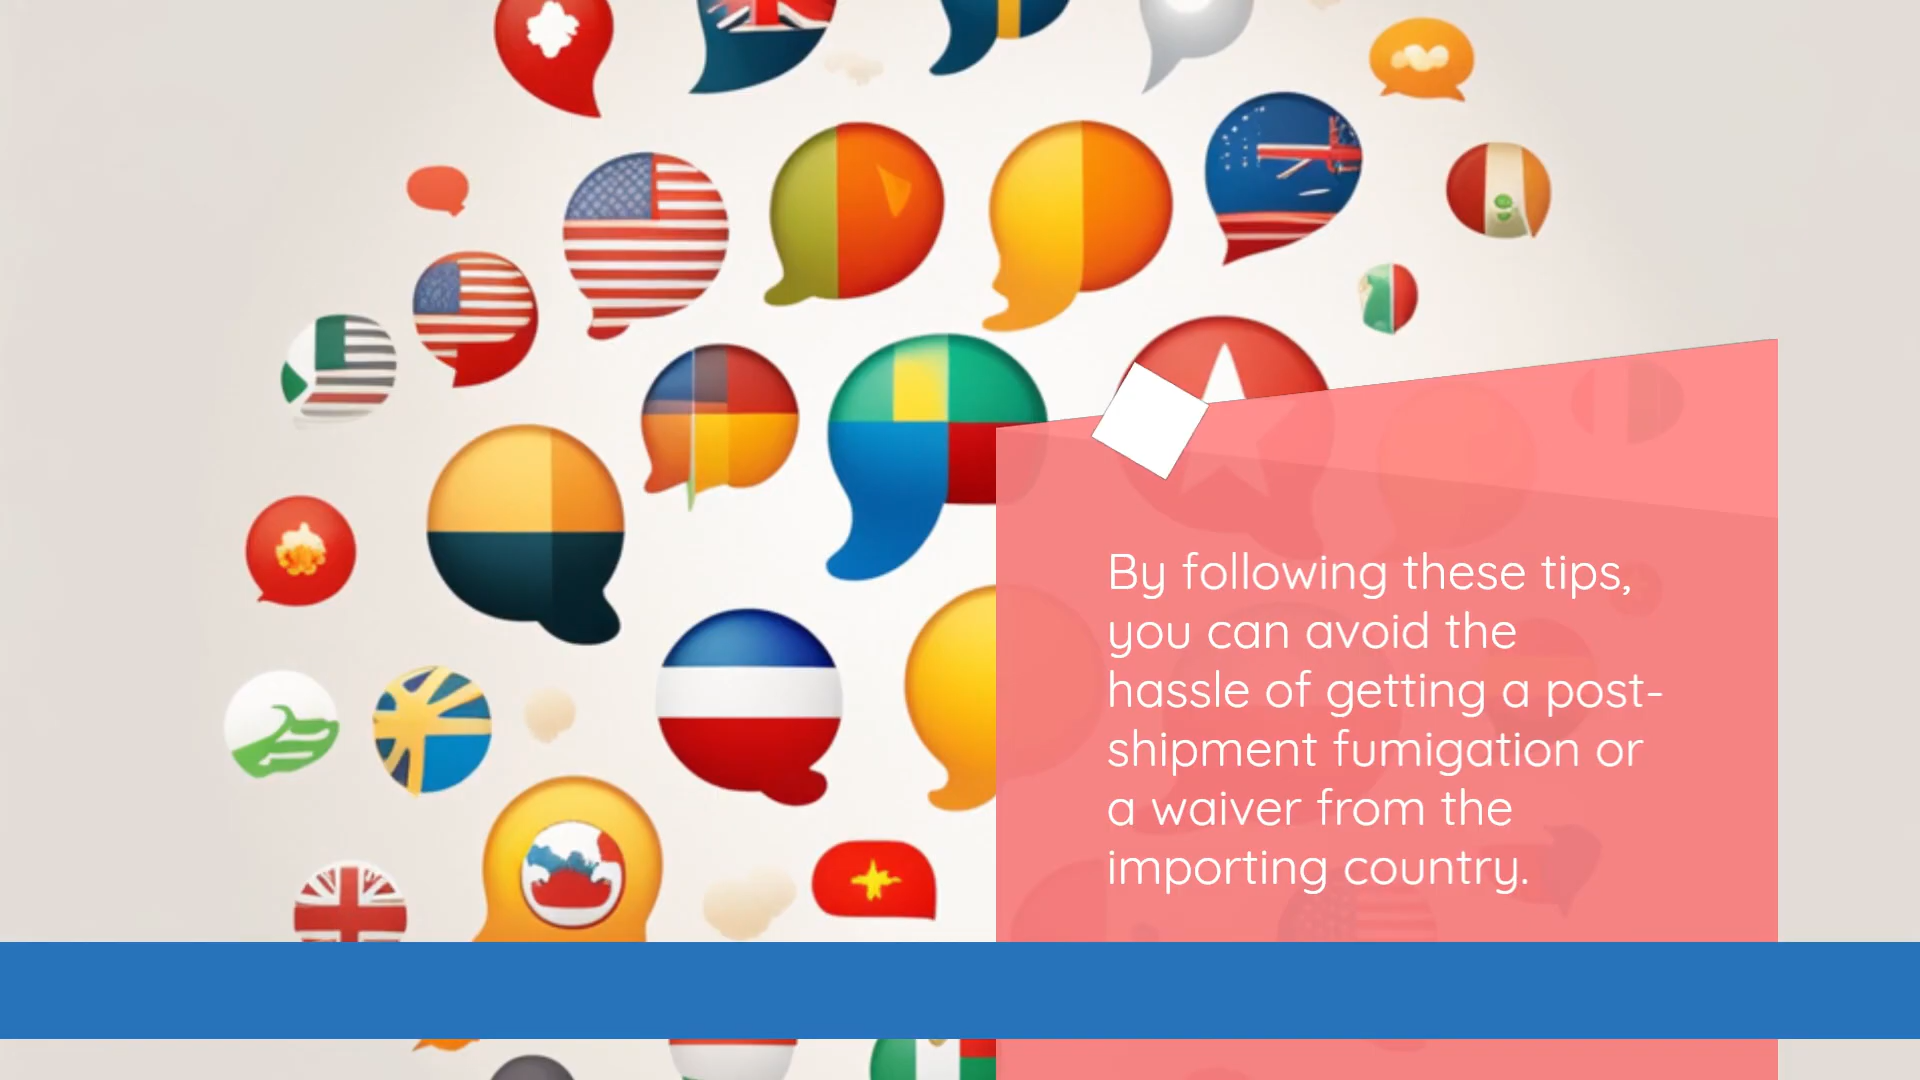 By following these tips,
you can avoid the
hassle of getting a post-
shipment fumigation or
a waiver from the
importing country.